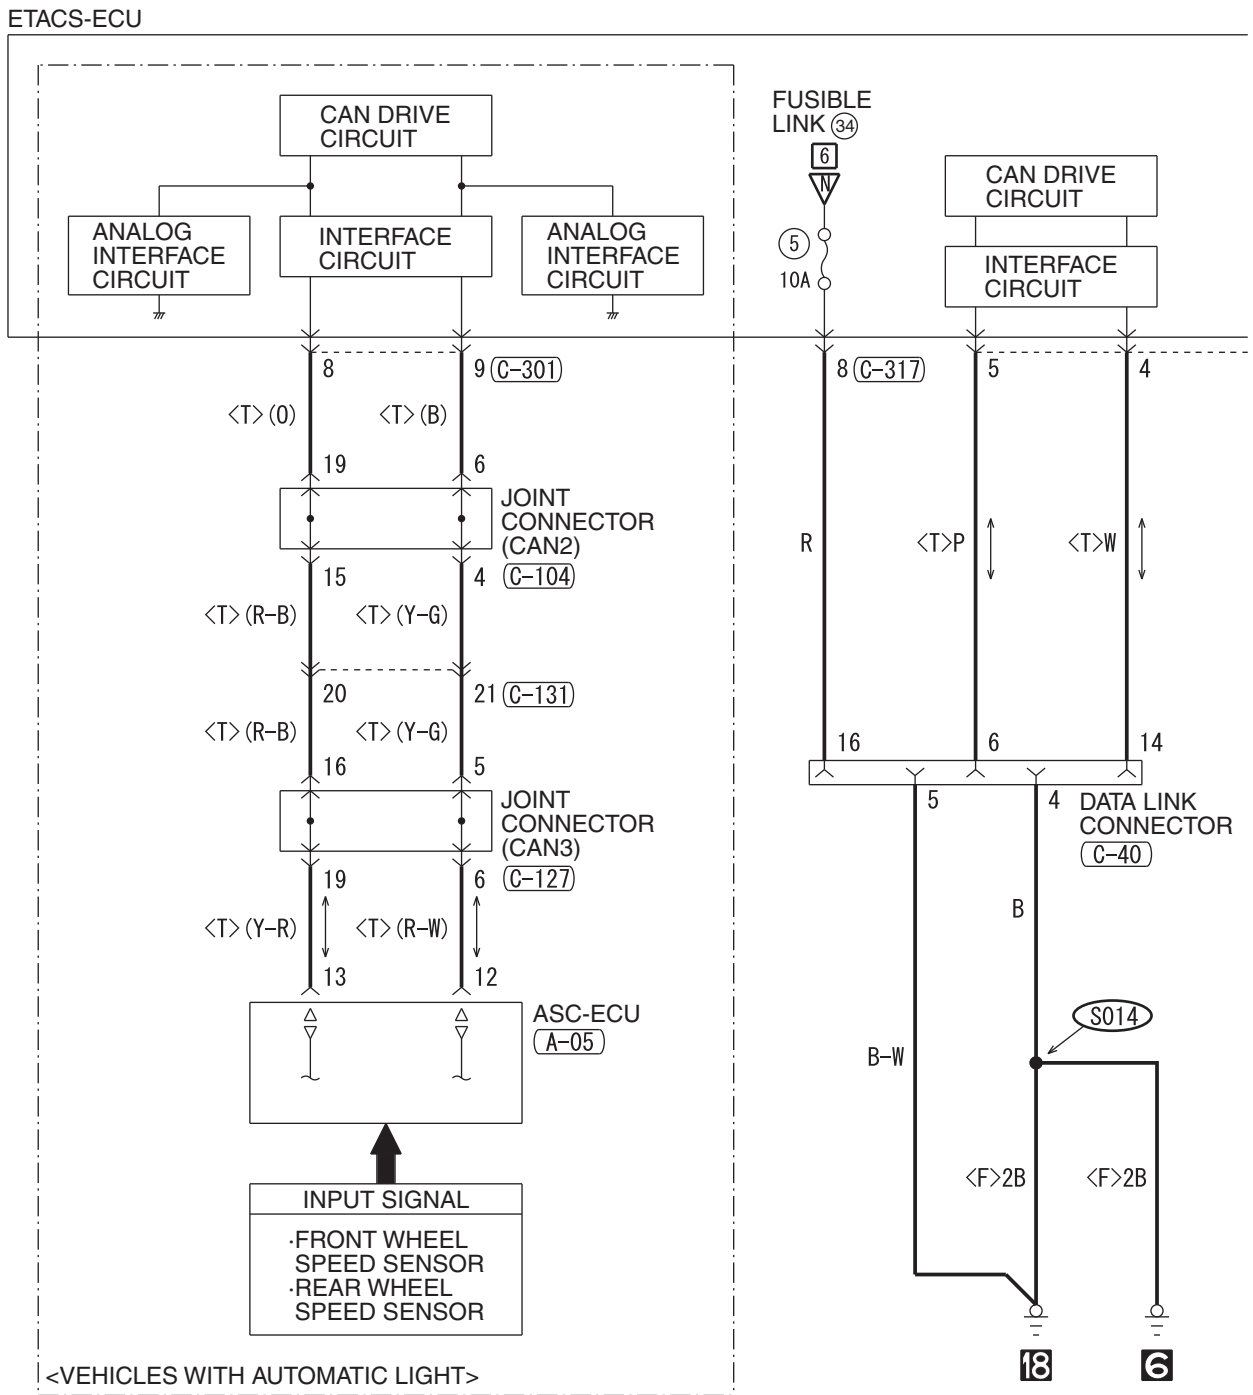 ETACS-ECU
CAN DRIVE
CIRCUIT
ANALOG
INTERFACE
CIRCUIT
INTERFACE
CIRCUIT
ANALOG
INTERFACE
CIRCUIT
FUSIBLE
LINK 34
6
N
5
10A
CAN DRIVE
CIRCUIT
INTERFACE
CIRCUIT
8
9 C-301
8 C-317
5
4
<T>(O)
<T>(B)
19
6
JOINT
CONNECTOR
(CAN2)
C-104
15
4
R
<T>P
<T>W
<T>(R-B)
<T>(Y-G)
20
21 C-131
<T>(R-B)
<T>(Y-G)
16
5
16
6
14
JOINT
CONNECTOR
(CAN3)
C-127
5
4
DATA LINK
CONNECTOR
C-40
19
6
<T>(Y-R)
<T>(R-W)
B
13
12
ASC-ECU
A-05
S014
B-W
<F>2B
<F>2B
INPUT SIGNAL
·FRONT WHEEL
SPEED SENSOR
·REAR WHEEL
SPEED SENSOR
18
6
<VEHICLES WITH AUTOMATIC LIGHT>